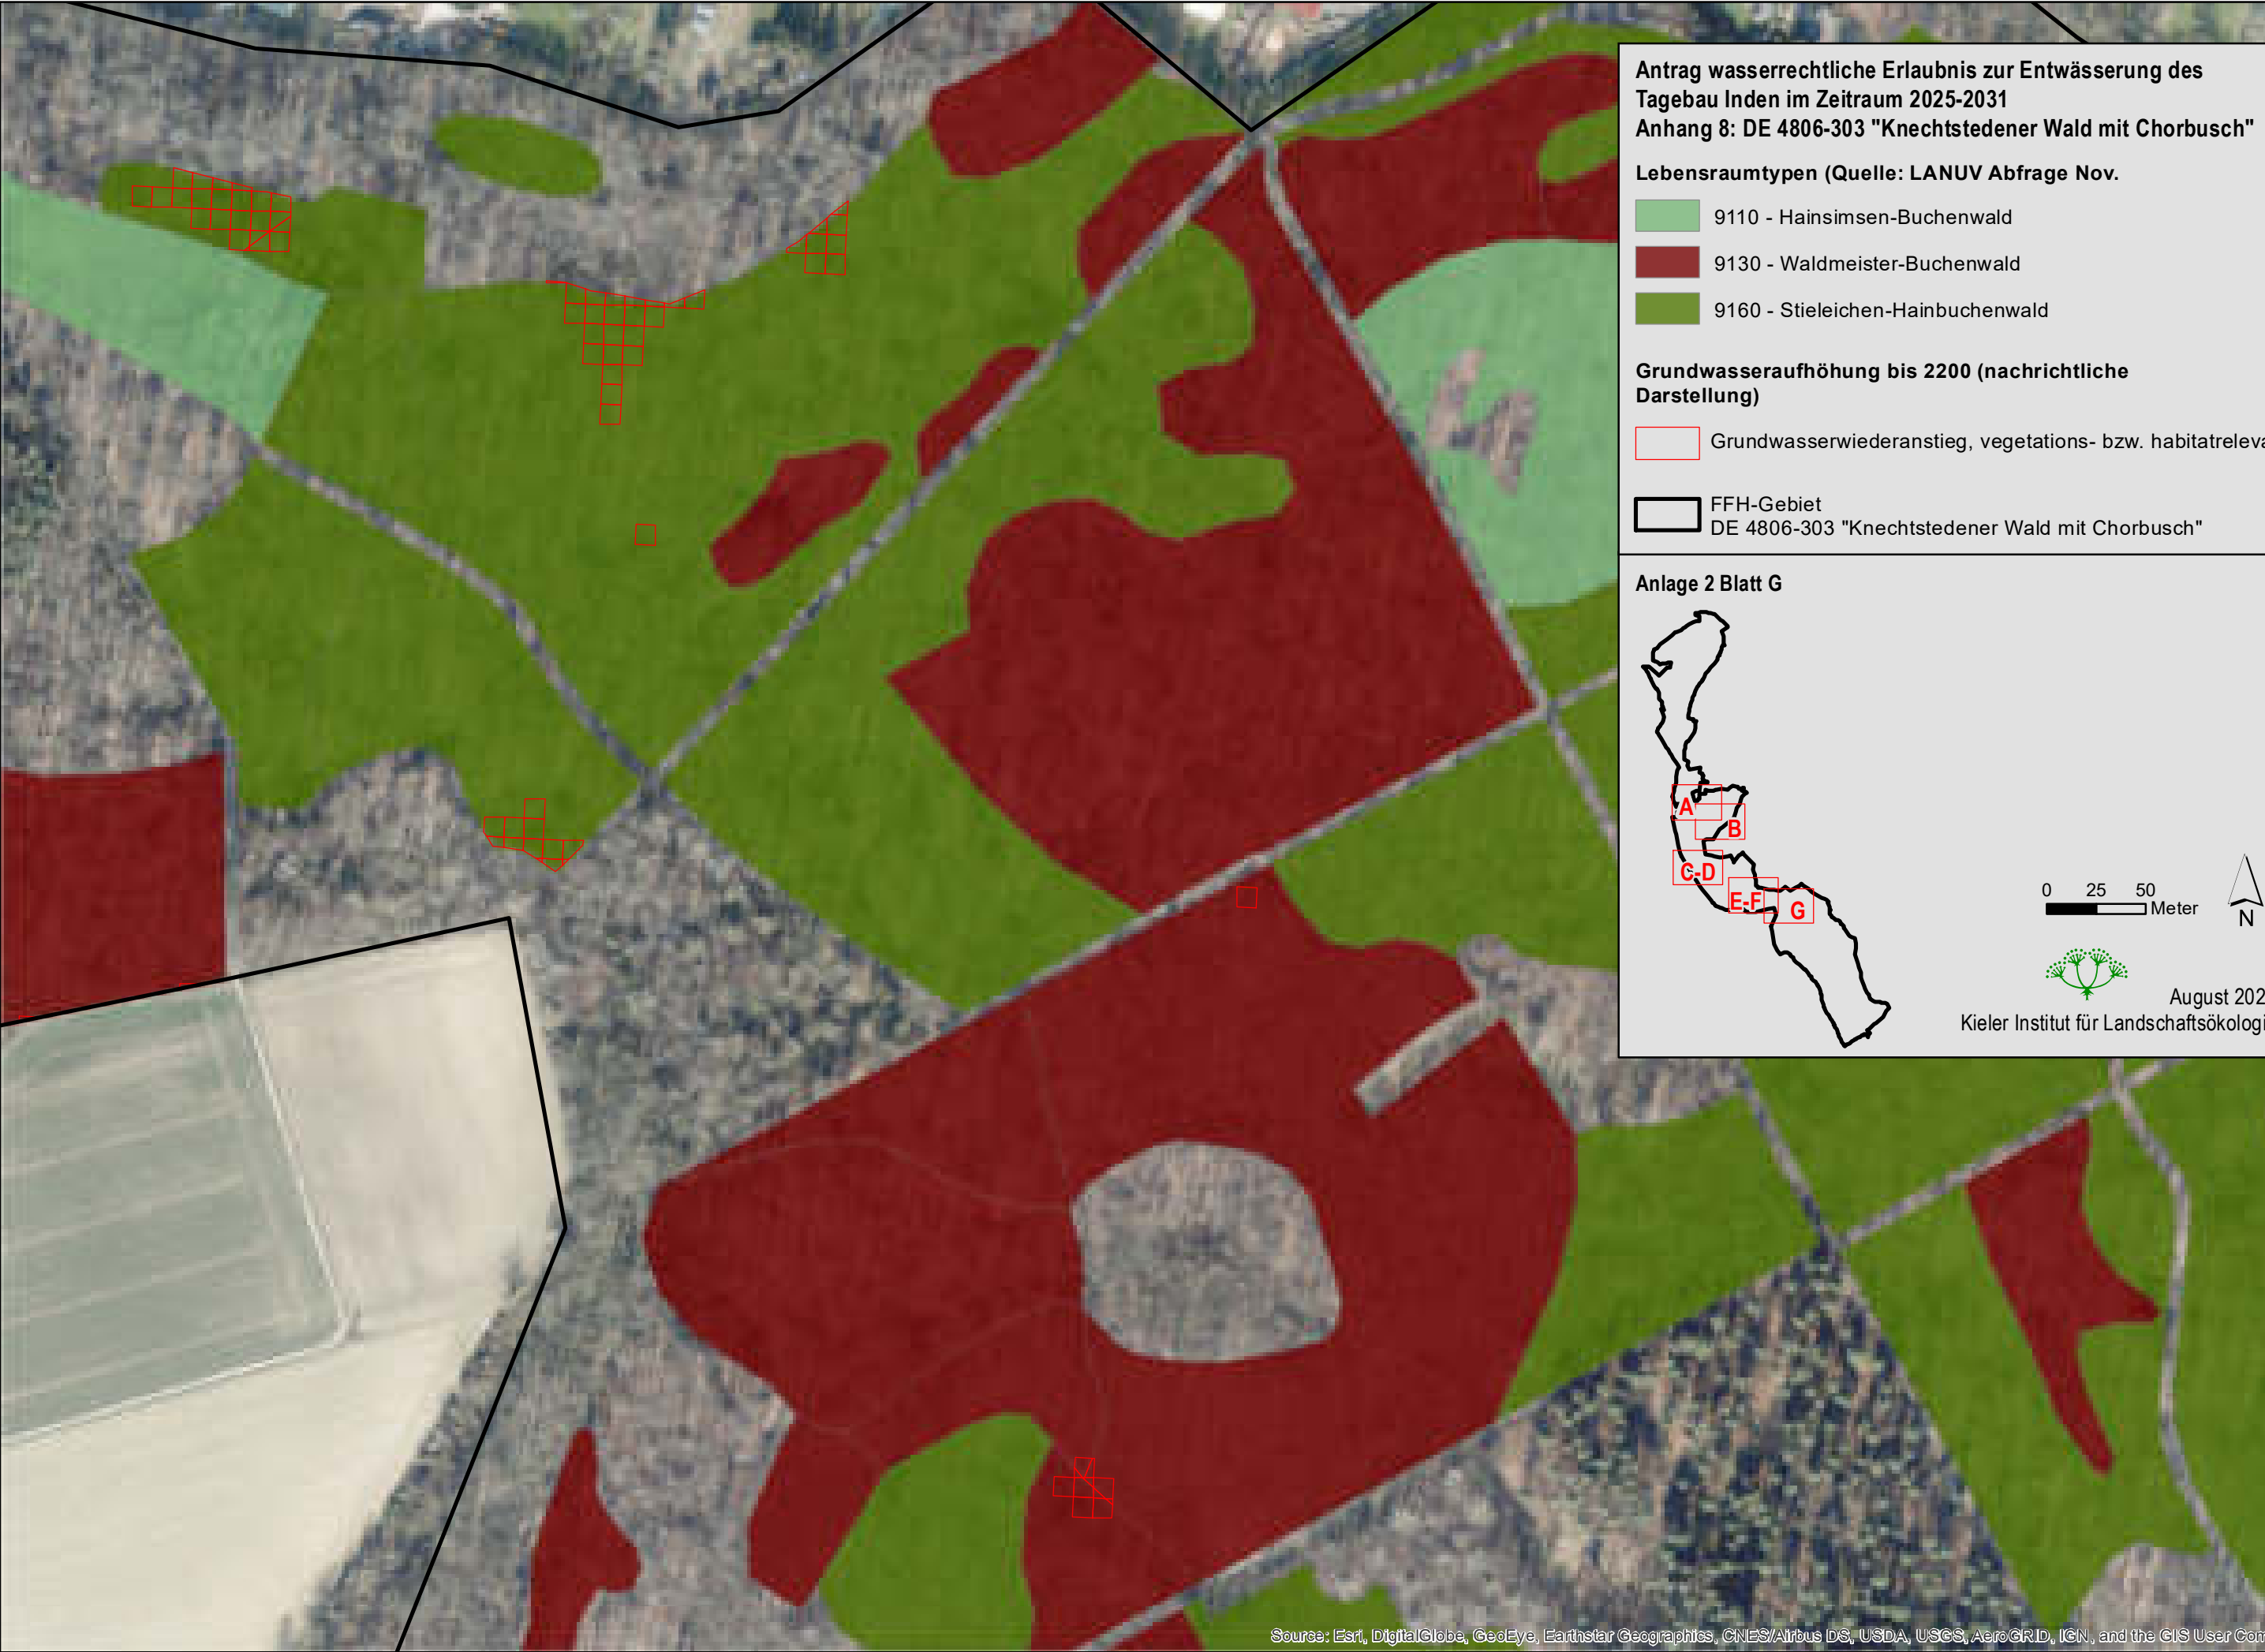 Antrag wasserrechtliche Erlaubnis zur Entwässerung des
Tagebau Inden im Zeitraum 2025-2031
Anhang 8: DE 4806-303 "Knechtstedener Wald mit Chorbusch"
Lebensraumtypen (Quelle: LANUV Abfrage Nov.
9110 - Hainsimsen-Buchenwald
9130 - Waldmeister-Buchenwald
9160 - Stieleichen-Hainbuchenwald
Grundwasseraufhöhung bis 2200 (nachrichtliche
Darstellung)
Grundwasserwiederanstieg, vegetations- bzw. habitatreleva
FFH-Gebiet
DE 4806-303 "Knechtstedener Wald mit Chorbusch"
Anlage 2 Blatt G
A
B
C-D
E-F
G
0 25 50
Meter
N
August 202
Kieler Institut für Landschaftsökologi
Source: Esri, DigitalGlobe, GeoEye, Earthstar Geographics, CNES/Airbus DS, USDA, USGS, AeroGRID, IGN, and the GIS User Co